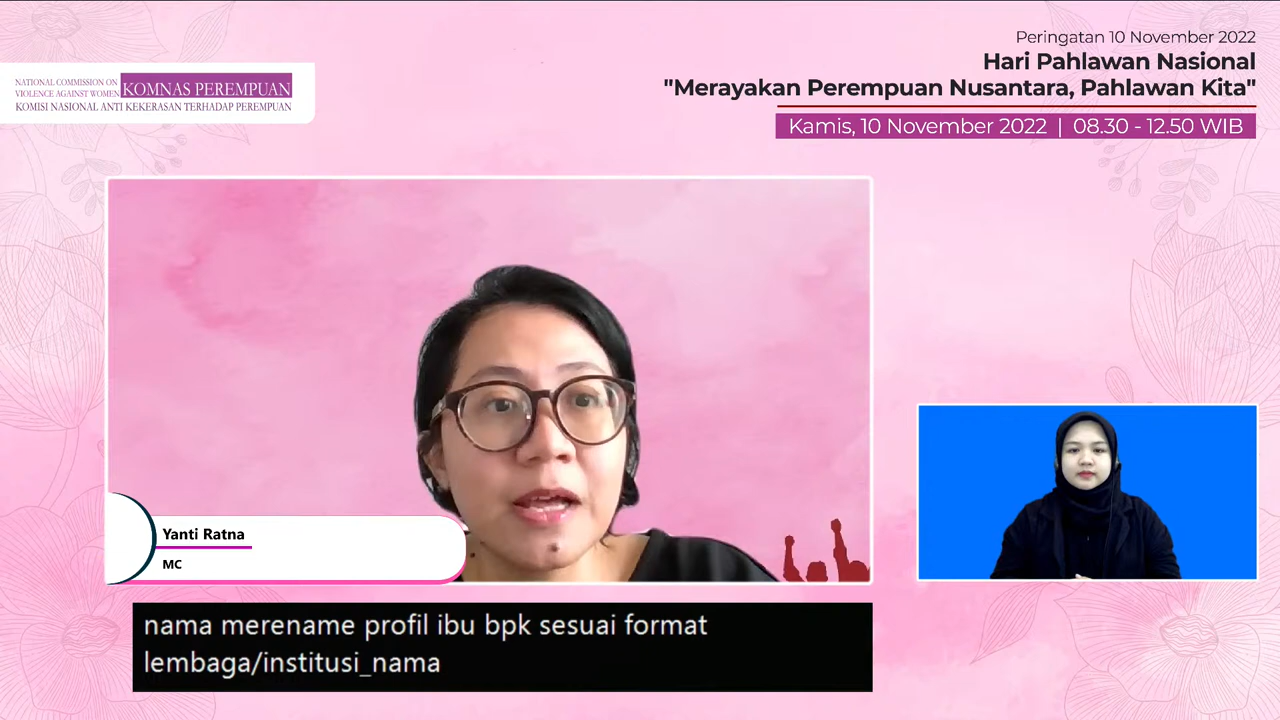 NATIONAL COMMISSION ON
VIOLENCE AGAINST WOMEN
KOMNAS PEREMPUAN
KOMISI NASIONAL ANTI KEKERASAN TERHADAP PEREMPUAN
Peringatan 10 November 2022
Hari Pahlawan Nasional
"Merayakan Perempuan Nusantara, Pahlawan Kita"
Kamis, 10 November 2022 | 08.30 - 12.50 WIB
Yanti Ratna
MC
nama merename profil ibu bpk sesuai format
lembaga/institusi_nama